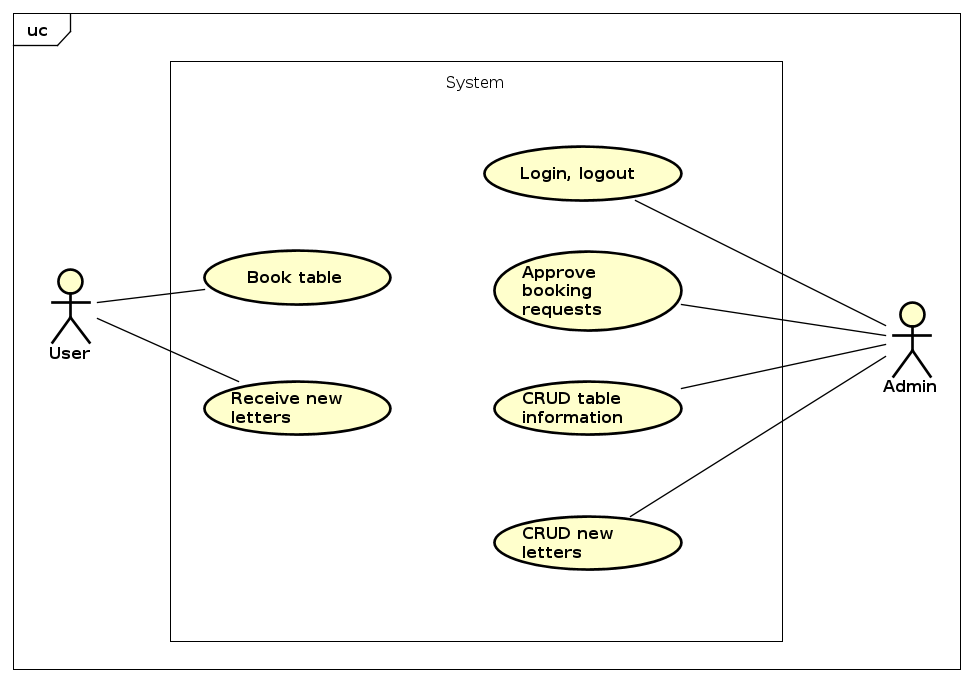 uc
System
Login, logout
Book table
Approve
booking
requests
User
Admin
Receive new
letters
CRUD table
information
CRUD new
letters